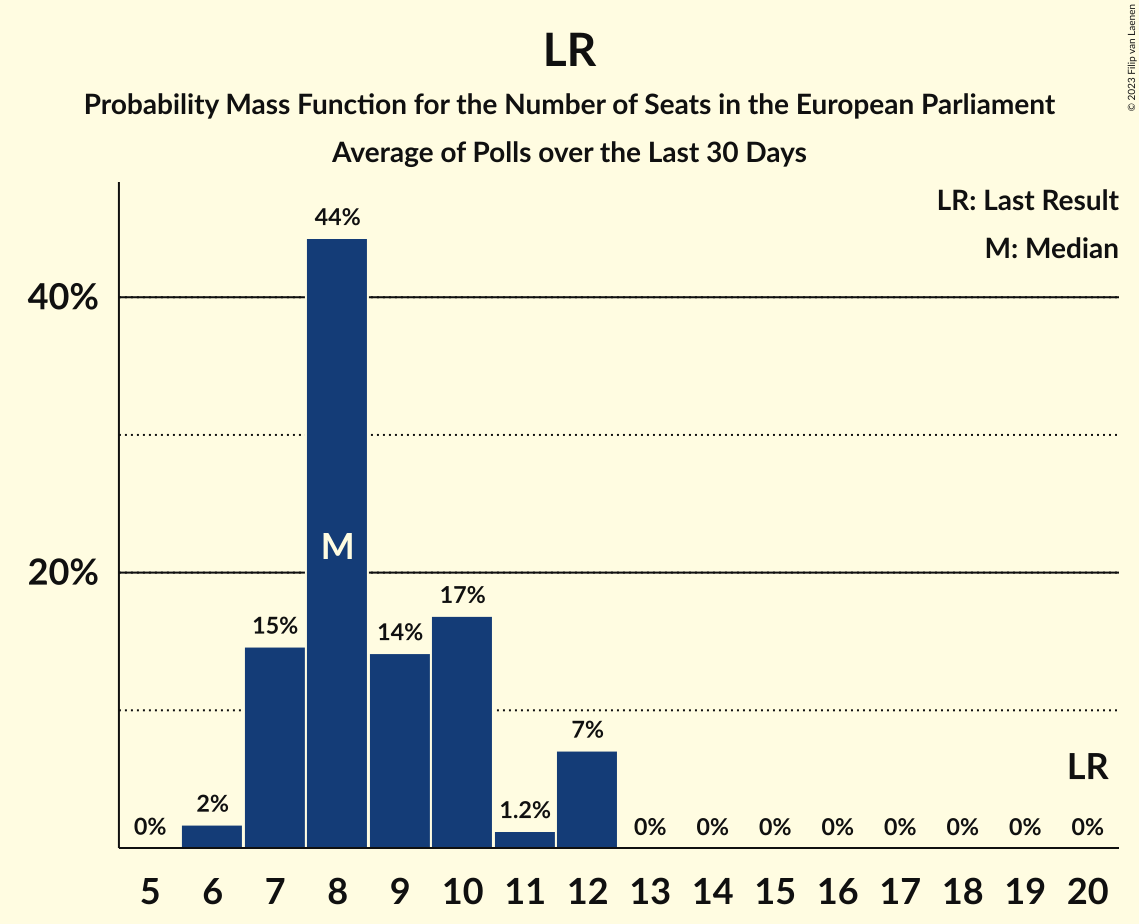 LR
Probability Mass Function for the Number of Seats in the European Parliament
Average of Polls over the Last 30 Days
© 2023 Filip van Laenen
LR: Last Result
M: Median
40%
20%
0%
2%
15%
44%
14%
17%
1.2%
7%
0%
0%
0%
0%
0%
0%
0%
0%
M
LR
5 6 7 8 9 10 11 12 13 14 15 16 17 18 19 20